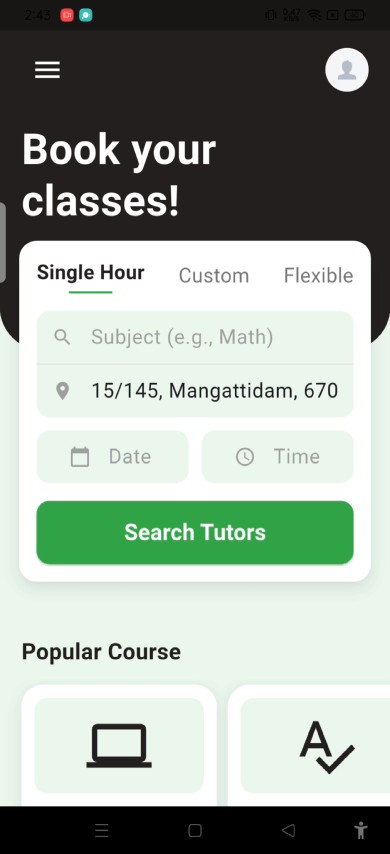 2:43
Book your
classes!
Single Hour Custom Flexible
Subject (e.g., Math)
15/145, Mangattidam, 670
Date Time
Search Tutors
Popular Course
A